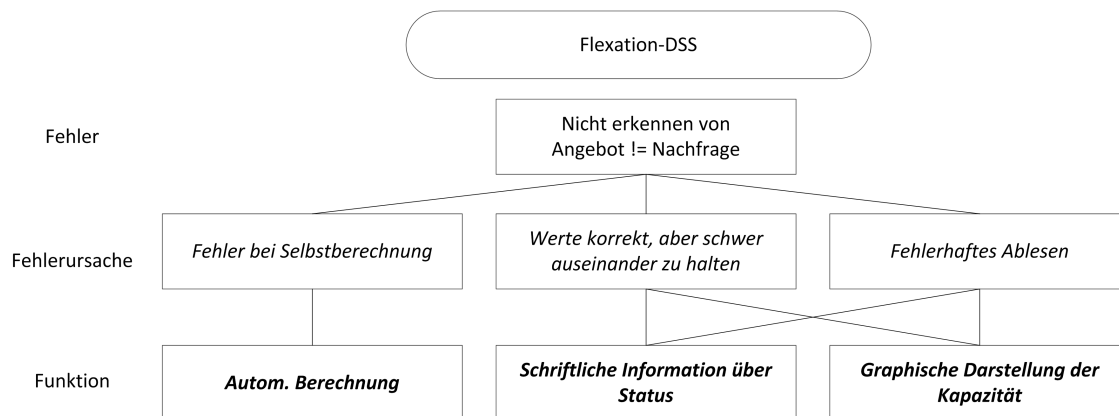 Flexation-DSS
Fehler
Nicht erkennen von
Angebot != Nachfrage
Fehlerursache
Fehler bei Selbstberechnung
Werte korrekt, aber schwer
auseinander zu halten
Fehlerhaftes Ablesen
Funktion
Autom. Berechnung
Schriftliche Information über
Status
Graphische Darstellung der
Kapazität